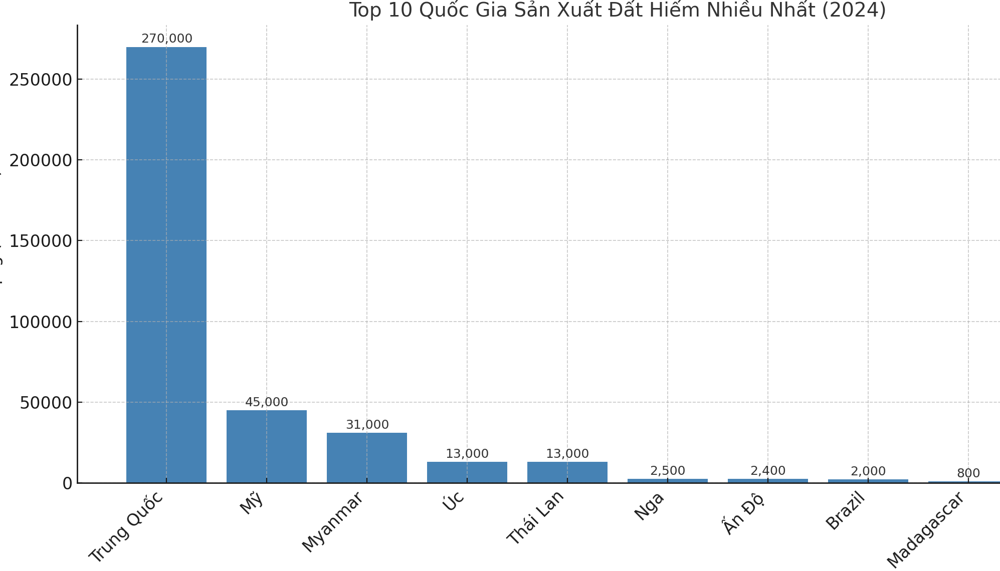 Top 10 Quốc Gia Sản Xuất Đất Hiếm Nhiều Nhất (2024)
270,000
250000
200000
150000
100000
50000
0
45,000
31,000
13,000
13,000
2,500
2,400
2,000
800
Trung Quốc
Mỹ
Myanmar
Úc
Thái Lan
Nga
Ấn Độ
Brazil
Madagascar